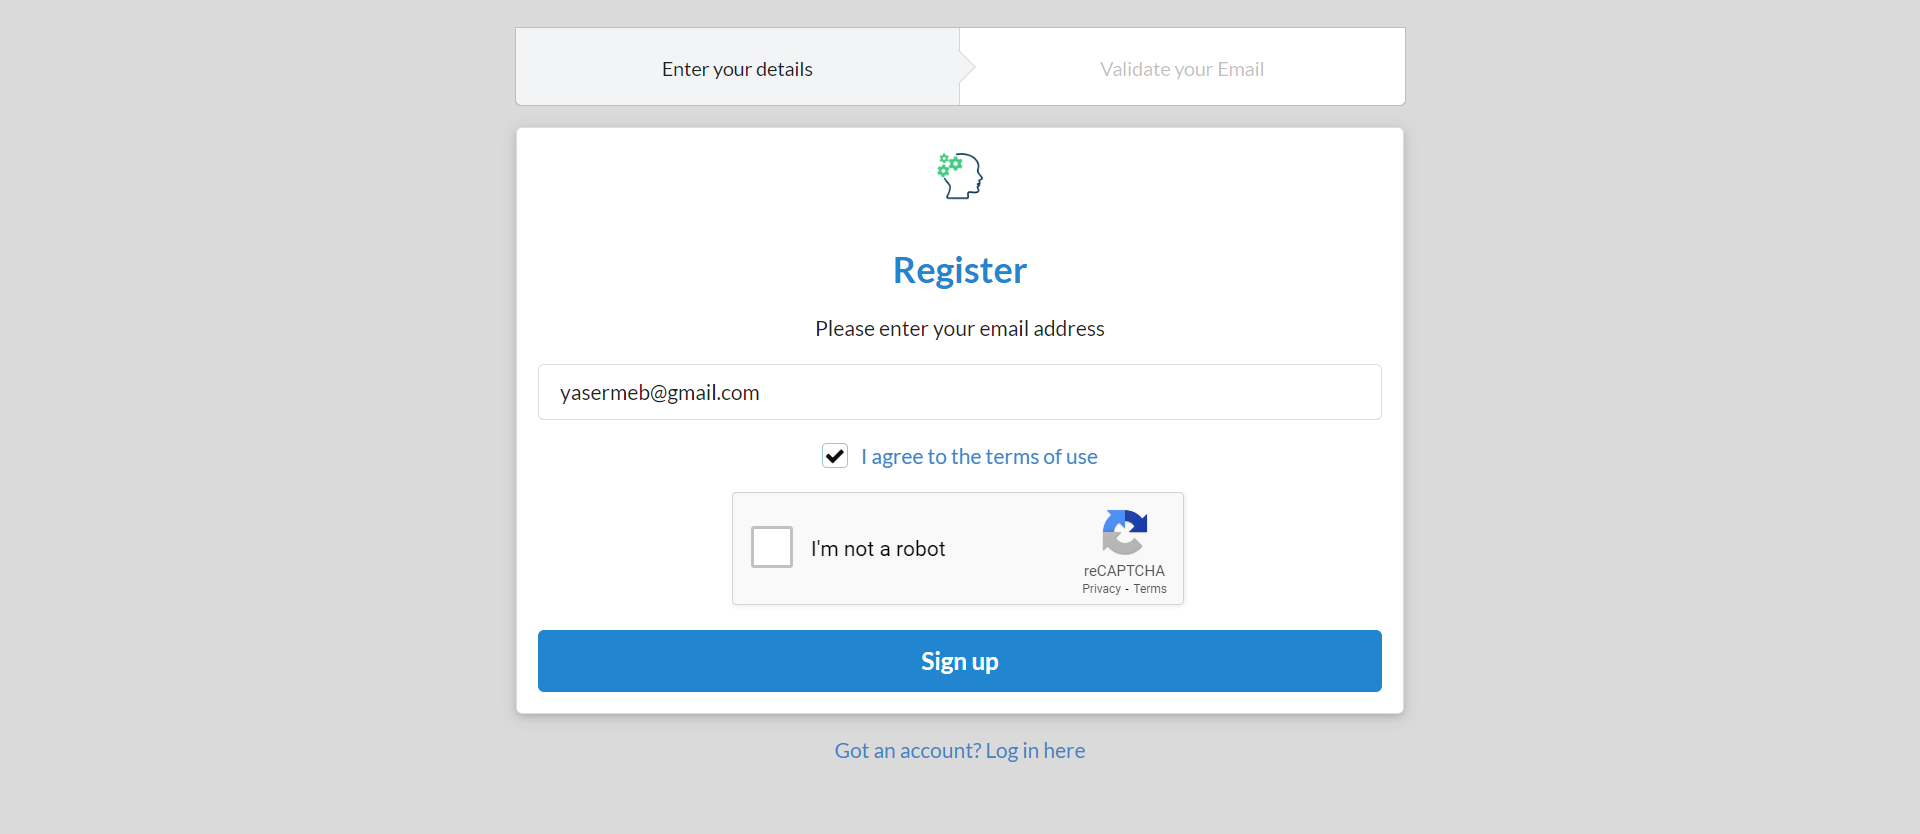 Enter your details
Validate your Email
Register
Please enter your email address
yasermeb@gmail.com
I agree to the terms of use
I'm not a robot
reCAPTCHA
Privacy - Terms
Sign up
Got an account? Log in here